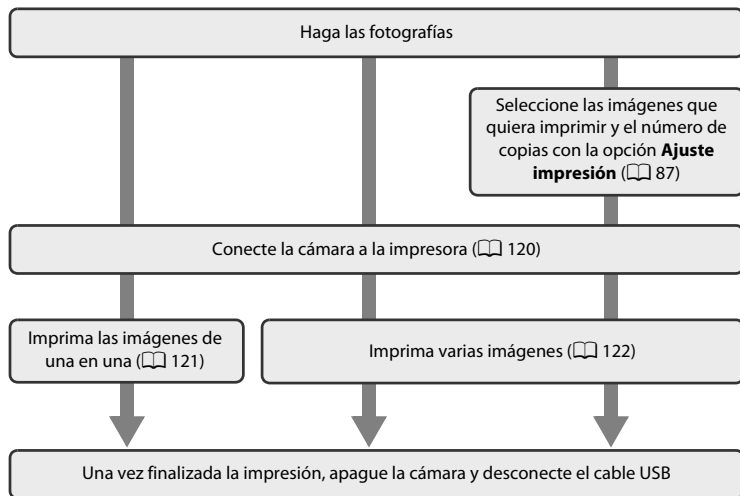 Haga las fotografías
Seleccione las imágenes que
quiera imprimir y el número de
copias con la opción Ajuste
impresión (87)
Conecte la cámara a la impresora (120)
Imprima las imágenes de
una en una (121)
Imprima varias imágenes (122)
Una vez finalizada la impresión, apague la cámara y desconecte el cable USB